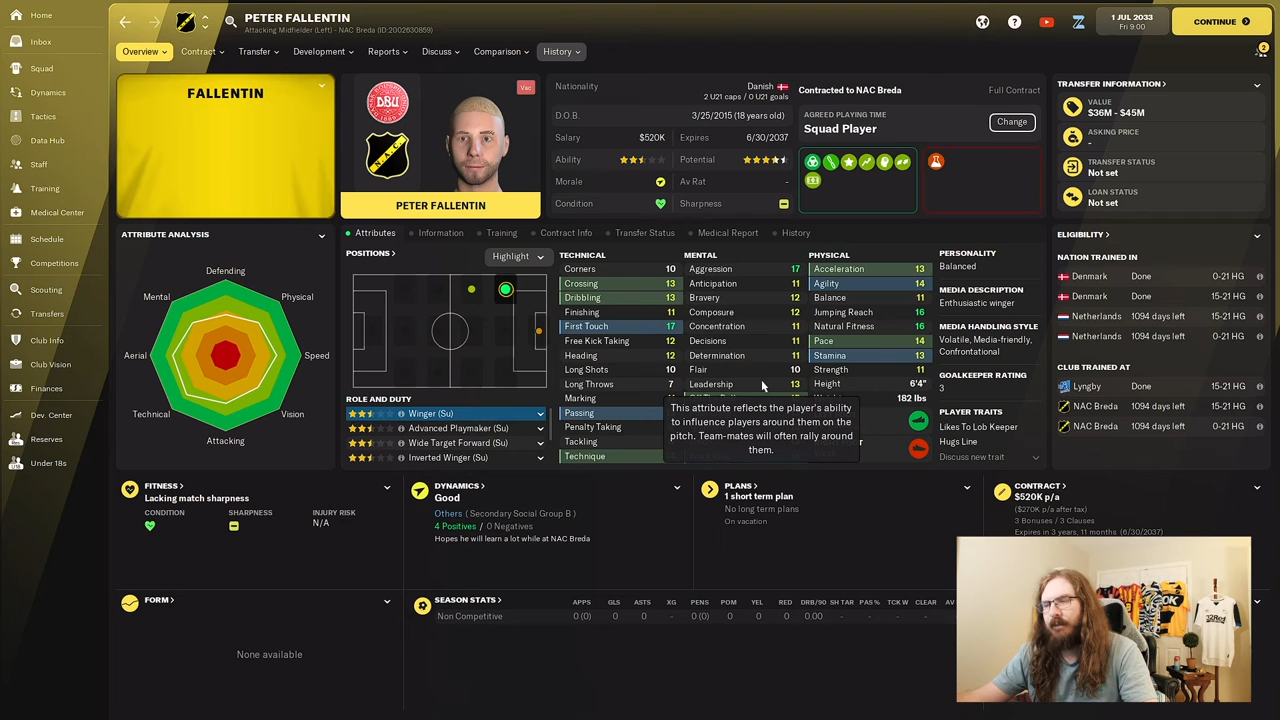 Home
Inbox
Squad
Dynamics
Tactics
Data Hub
Staff
Training
Medical Center
Schedule
Competitions
Scouting
Transfers
Club Info
Club Vision
Finances
Dev. Center
Reserves
Under 18s
PETER FALLENTIN
Attacking Midfielder (Left) - NAC Breda (ID:2002630859)
1 JUL 2033
Fri 9:00
CONTINUE
2
Overview
Contract
Transfer
Development
Reports
Discuss
Comparison
History
FALLENTIN
DBU
NAC
Vac
PETER FALLENTIN
Nationality Danish
2 U21 caps / 0 U21 goals
D.O.B. 3/25/2015 (18 years old)
Salary $520K Expires 6/30/2037
Ability Potential
Morale Av Rat -
Condition Sharpness
Contracted to NAC Breda Full Contract
AGREED PLAYING TIME
Squad Player
Change
TRANSFER INFORMATION
VALUE
$36M - $45M
ASKING PRICE
-
TRANSFER STATUS
Not set
LOAN STATUS
Not set
ATTRIBUTE ANALYSIS
Defending
Physical
Speed
Vision
Attacking
Technical
Aerial
Mental
Attributes
Information
Training
Contract Info
Transfer Status
Medical Report
History
POSITIONS
Highlight
ROLE AND DUTY
Winger (Su)
Advanced Playmaker (Su)
Wide Target Forward (Su)
Inverted Winger (Su)
TECHNICAL
Corners 10
Crossing 13
Dribbling 13
Finishing 11
First Touch 17
Free Kick Taking 12
Heading 12
Long Shots 10
Long Throws 7
Marking
Passing
Penalty Taking
Tackling
Technique
MENTAL
Aggression 17
Anticipation 11
Bravery 12
Composure 12
Concentration 11
Decisions 11
Determination 11
Flair 10
Leadership 13
This attribute reflects the player's ability
to influence players around them on the
pitch. Team-mates will often rally around
them.
PHYSICAL
Acceleration 13
Agility 14
Balance 11
Jumping Reach 16
Natural Fitness 16
Pace 14
Stamina 13
Strength 11
Height 6'4"
182 lbs
PERSONALITY
Balanced
MEDIA DESCRIPTION
Enthusiastic winger
MEDIA HANDLING STYLE
Volatile, Media-friendly,
Confrontational
GOALKEEPER RATING
3
PLAYER TRAITS
Likes To Lob Keeper
Hugs Line
Discuss new trait
ELIGIBILITY
NATION TRAINED IN
Denmark Done 0-21 HG
Denmark Done 15-21 HG
Netherlands 1094 days left 15-21 HG
Netherlands 1094 days left 0-21 HG
CLUB TRAINED AT
Lyngby Done 0-21 HG
NAC Breda 1094 days left 15-21 HG
NAC Breda 1094 days left 0-21 HG
FITNESS
Lacking match sharpness
CONDITION SHARPNESS INJURY RISK
N/A
DYNAMICS
Good
Others ( Secondary Social Group B )
4 Positives / 0 Negatives
Hopes he will learn a lot while at NAC Breda
PLANS
1 short term plan
No long term plans
On vacation
CONTRACT
$520K p/a
($270K p/a after tax)
3 Bonuses / 3 Clauses
Expires in 3 years, 11 months (6/30/2037)
FORM
None available
SEASON STATS
APPS GLS ASTS XG PENS POM YEL RED DRB/90 SH TAR PAS % TCK W CLEAR AV
Non Competitive 0 (0) 0 0 - 0 (0) 0 0 0 0.00 - - - - -